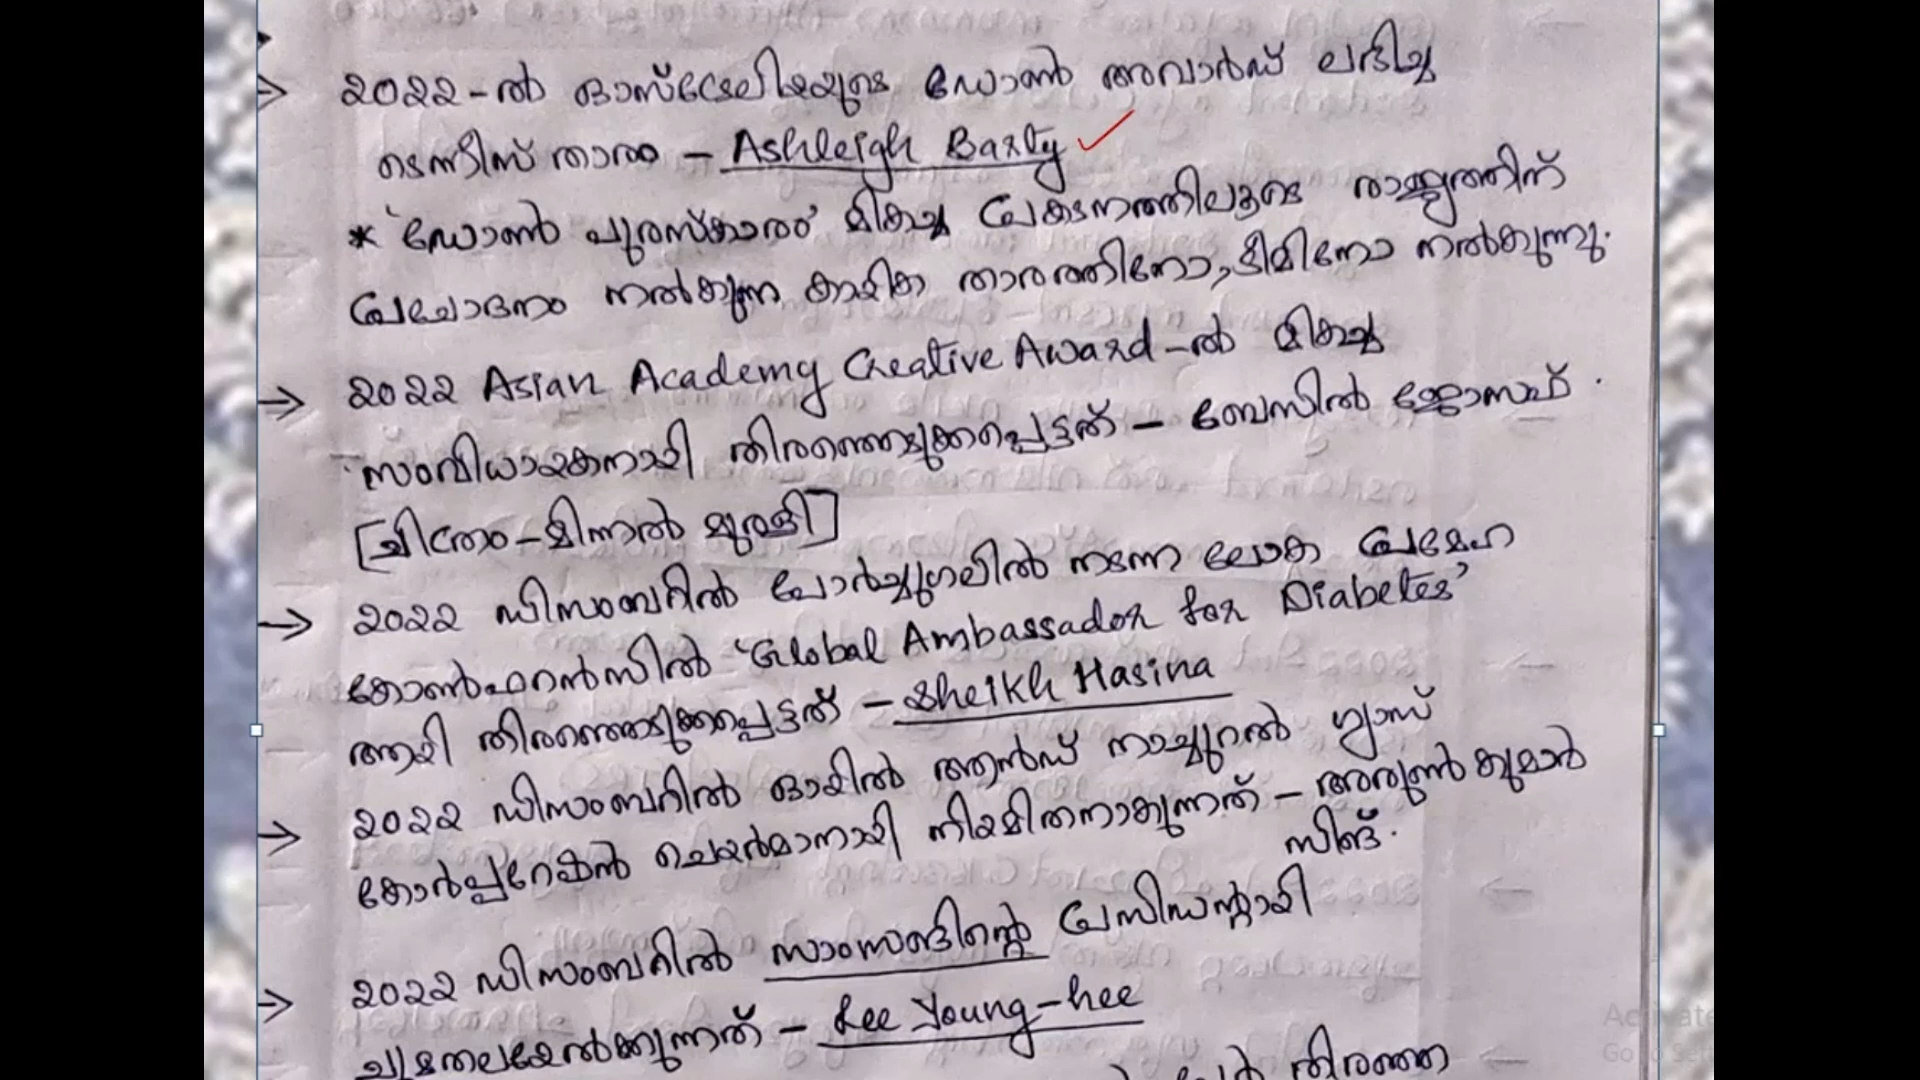 → 2022-ൽ ഓസ്ട്രേലിയയുടെ ഡോൺ അവാർഡ് ലഭിച്ച
ടെന്നീസ് താരം - Ashleigh Barty ✓
* 'ഡോൺ പുരസ്കാരം' മികച്ച പ്രകടനത്തിലൂടെ രാജ്യത്തിന്
പ്രചോദനം നൽകുന്ന കായിക താരത്തിനോ, ടീമിനോ നൽകുന്നു.
→ 2022 Asian Academy Creative Award-ൽ മികച്ച
സംവിധായകനായി തിരഞ്ഞെടുക്കപ്പെട്ടത് - ബേസിൽ ജോസഫ്.
[ചിത്രം - മിന്നൽ മുരളി]
→ 2022 ഡിസംബറിൽ പോർച്ചുഗലിൽ നടന്ന ലോക പ്രമേഹ
കോൺഫറൻസിൽ 'Global Ambassador for Diabetes'
ആയി തിരഞ്ഞെടുക്കപ്പെട്ടത് - Sheikh Hasina
→ 2022 ഡിസംബറിൽ ഓയിൽ ആൻഡ് നാച്ചുറൽ ഗ്യാസ്
കോർപ്പറേഷൻ ചെയർമാനായി നിയമിതനാകുന്നത് - അരുൺ കുമാർ
സിങ്.
→ 2022 ഡിസംബറിൽ സാംസങിന്റെ പ്രസിഡന്റായി
ചുമതലയേൽക്കുന്നത് - Lee Young-hee
തിരഞ്ഞ